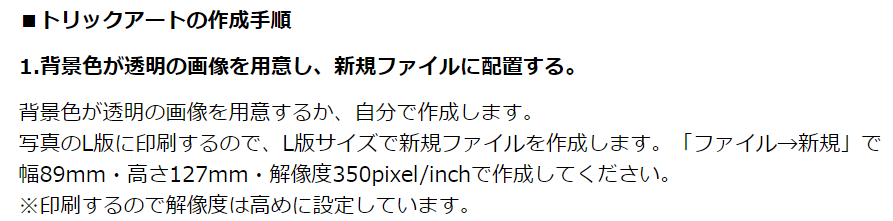 ■トリックアートの作成手順
1.背景色が透明の画像を用意し、新規ファイルに配置する。
背景色が透明の画像を用意するか、自分で作成します。
写真のL版に印刷するので、L版サイズで新規ファイルを作成します。「ファイル→新規」で
幅89mm・高さ127mm・解像度350pixel/inchで作成してください。
※印刷するので解像度は高めに設定しています。